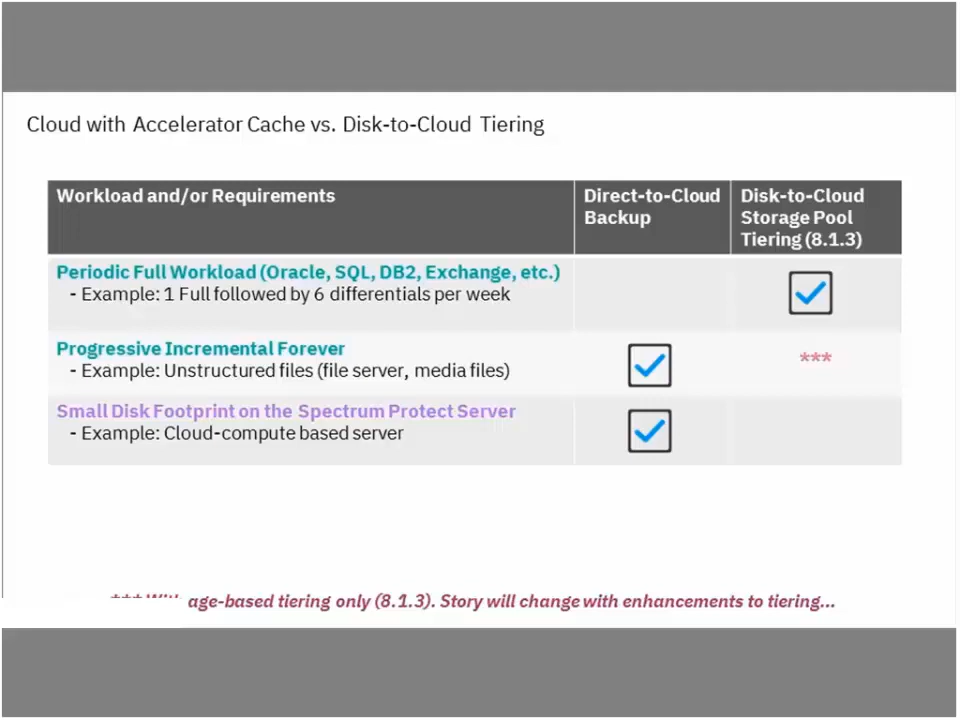 Cloud with Accelerator Cache vs. Disk-to-Cloud Tiering
Workload and/or Requirements
Direct-to-Cloud
Backup
Disk-to-Cloud
Storage Pool
Tiering (8.1.3)
Periodic Full Workload (Oracle, SQL, DB2, Exchange, etc.)
- Example: 1 Full followed by 6 differentials per week
Progressive Incremental Forever
- Example: Unstructured files (file server, media files)
***
Small Disk Footprint on the Spectrum Protect Server
- Example: Cloud-compute based server
*** With age-based tiering only (8.1.3). Story will change with enhancements to tiering...